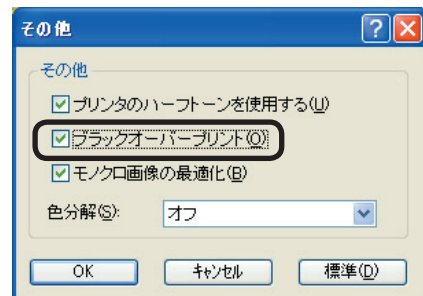 その他
その他
プリンタのハーフトーンを使用する(U)
ブラックオーバープリント(O)
モノクロ画像の最適化(B)
色分解(S): オフ
OK キャンセル 標準(D)